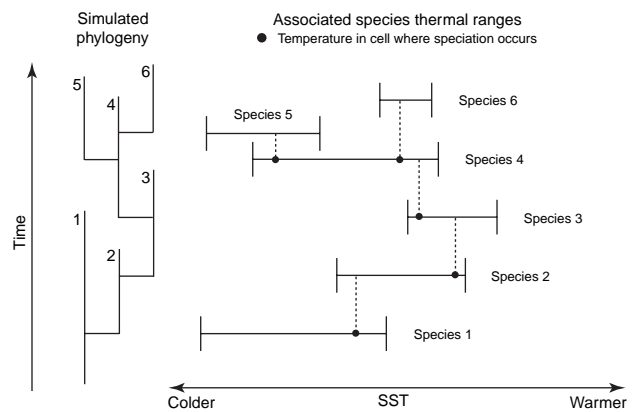 Simulated
phylogeny
Associated species thermal ranges
Temperature in cell where speciation occurs
6
5
4
3
1
2
Time
Species 6
Species 5
Species 4
Species 3
Species 2
Species 1
Colder
SST
Warmer